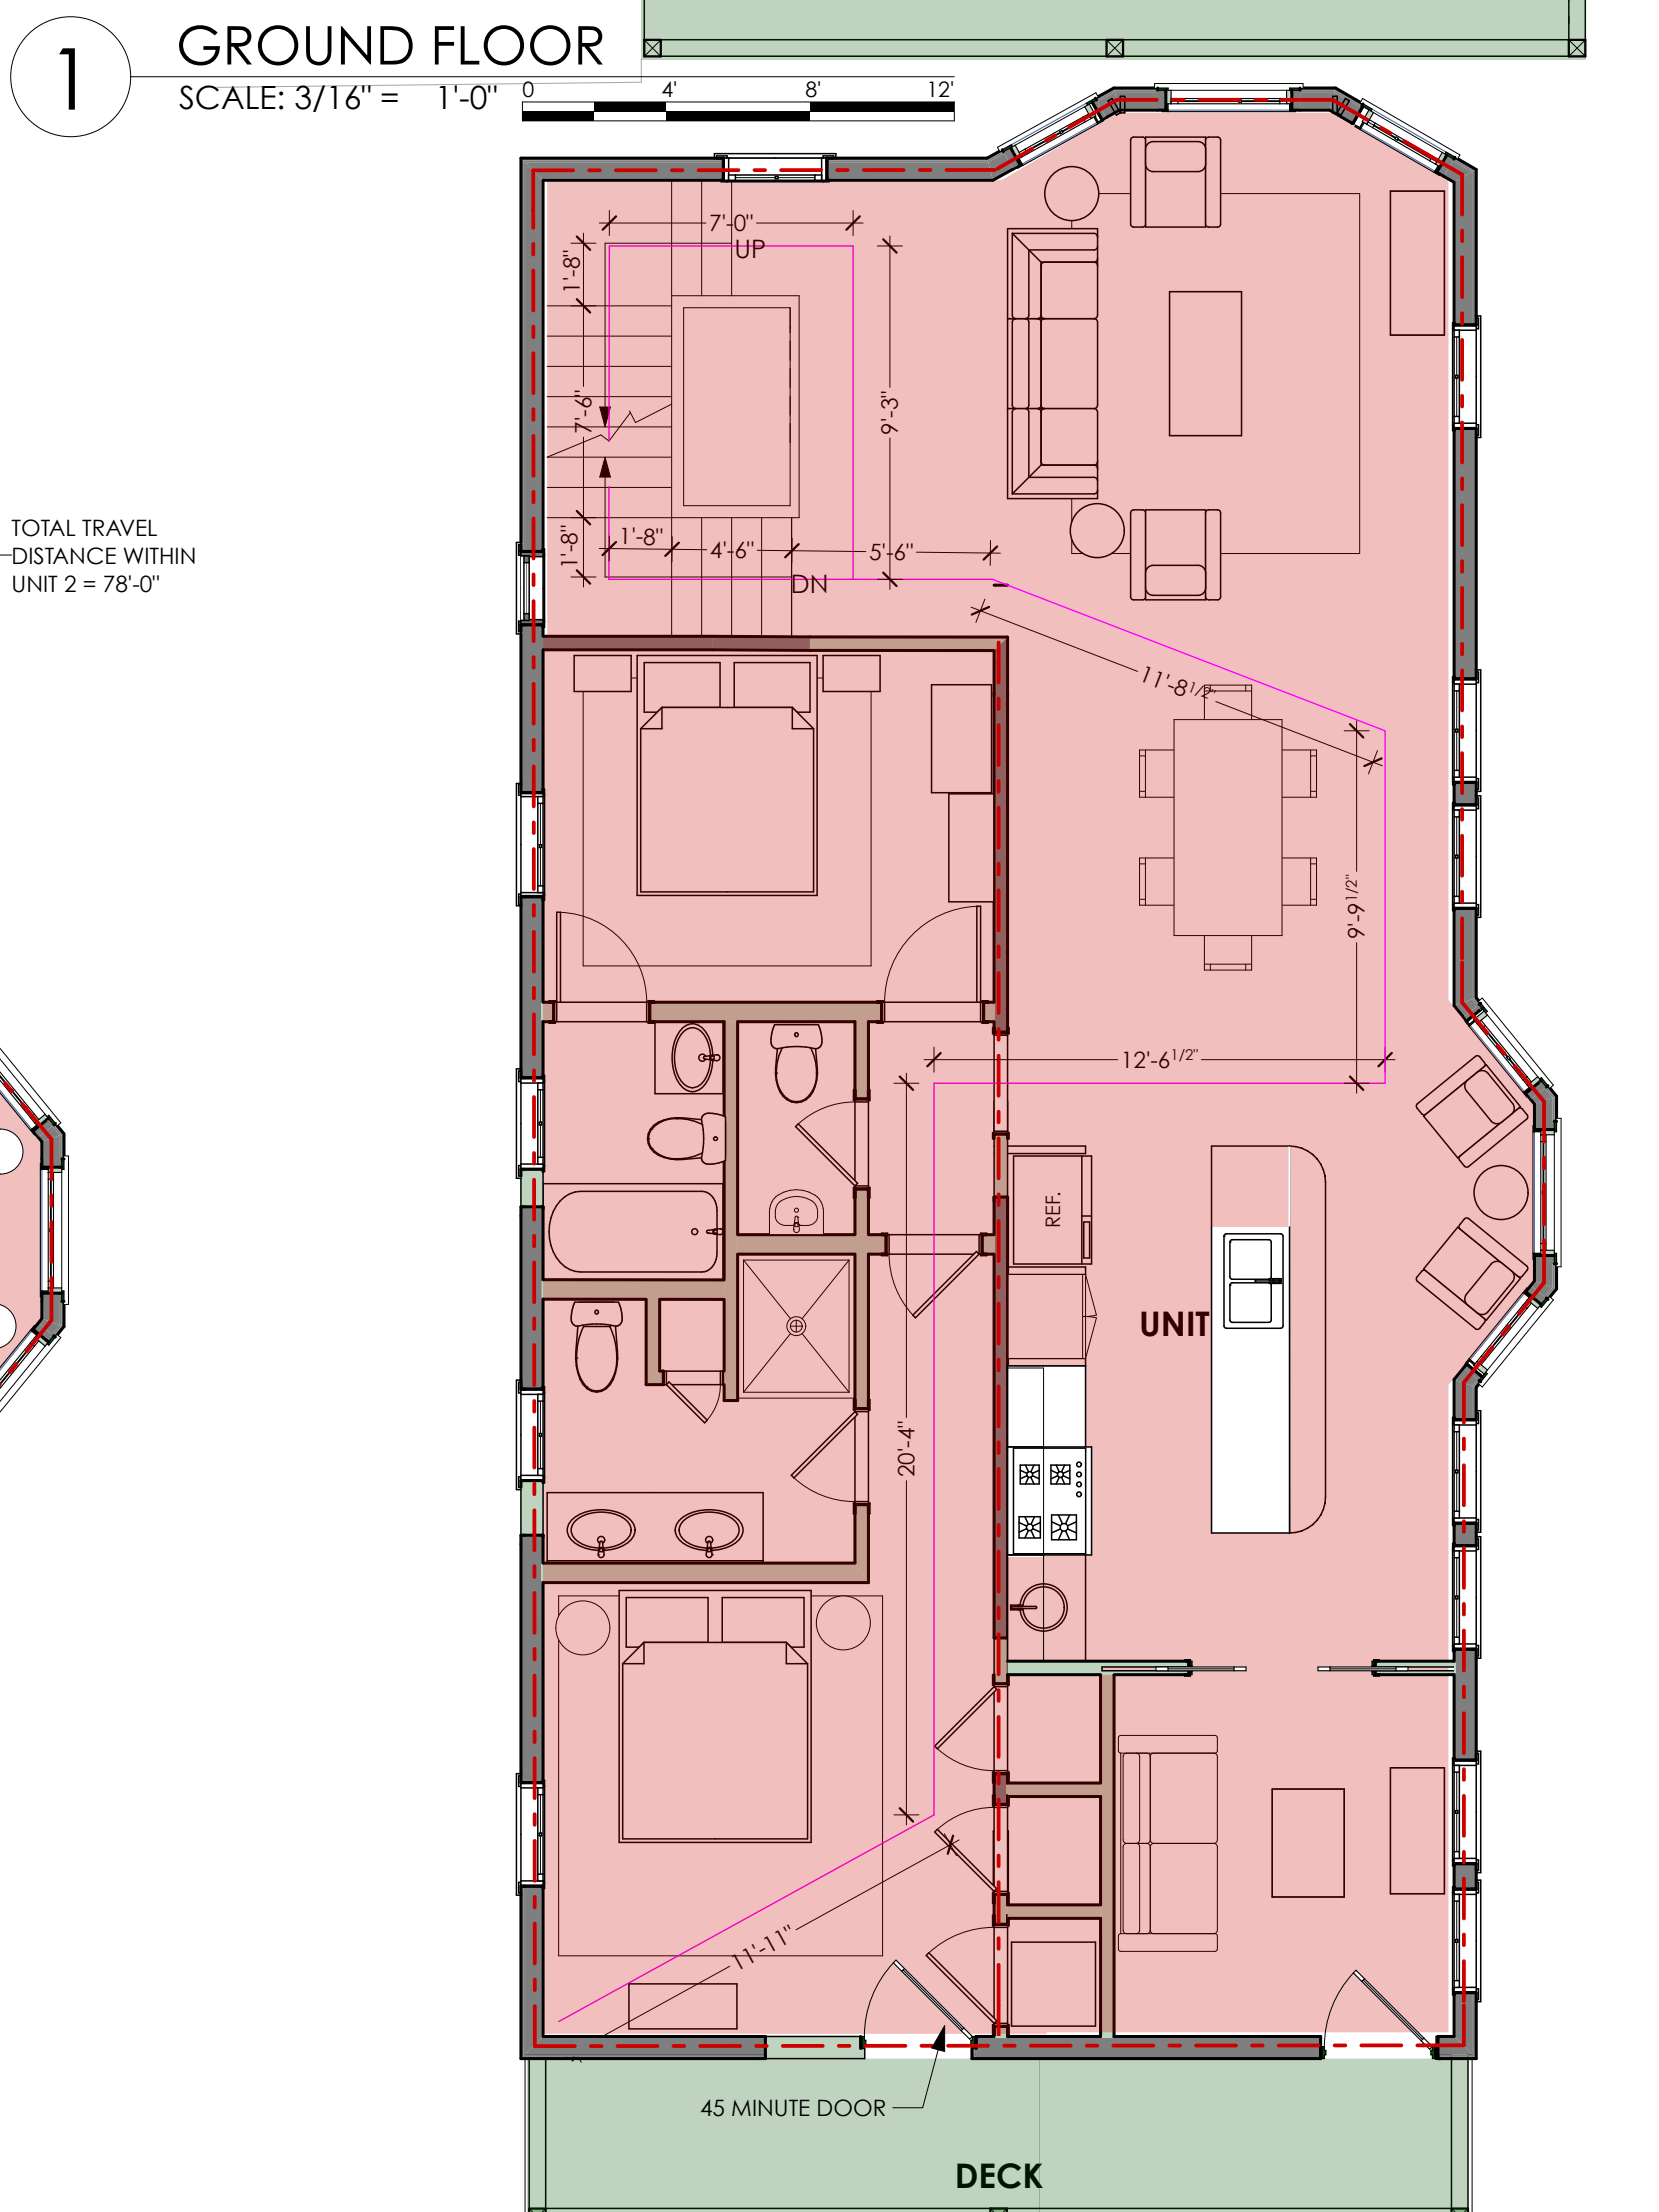 1
GROUND FLOOR
SCALE: 3/16" = 1'-0"
0 4' 8' 12'
7'-0"
UP
1'-8"
7'-6"
9'-3"
TOTAL TRAVEL
DISTANCE WITHIN
UNIT 2 = 78'-0"
1'-8"
1'-8"
4'-6"
5'-6"
DN
11'-8 1/2"
9'-9 1/2"
12'-6 1/2"
REF.
UNIT
20'-4"
11'-11"
45 MINUTE DOOR
DECK